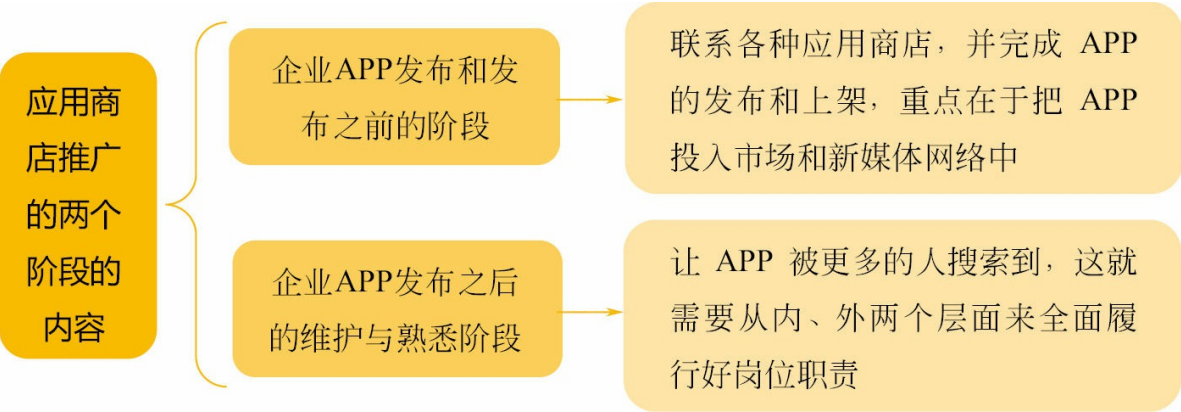 应用商
店推广
的两个
阶段的
内容
企业APP发布和发
布之前的阶段
联系各种应用商店，并完成 APP
的发布和上架，重点在于把 APP
投入市场和新媒体网络中
企业APP发布之后
的维护与熟悉阶段
让 APP 被更多的人搜索到，这就
需要从内、外两个层面来全面履
行好岗位职责